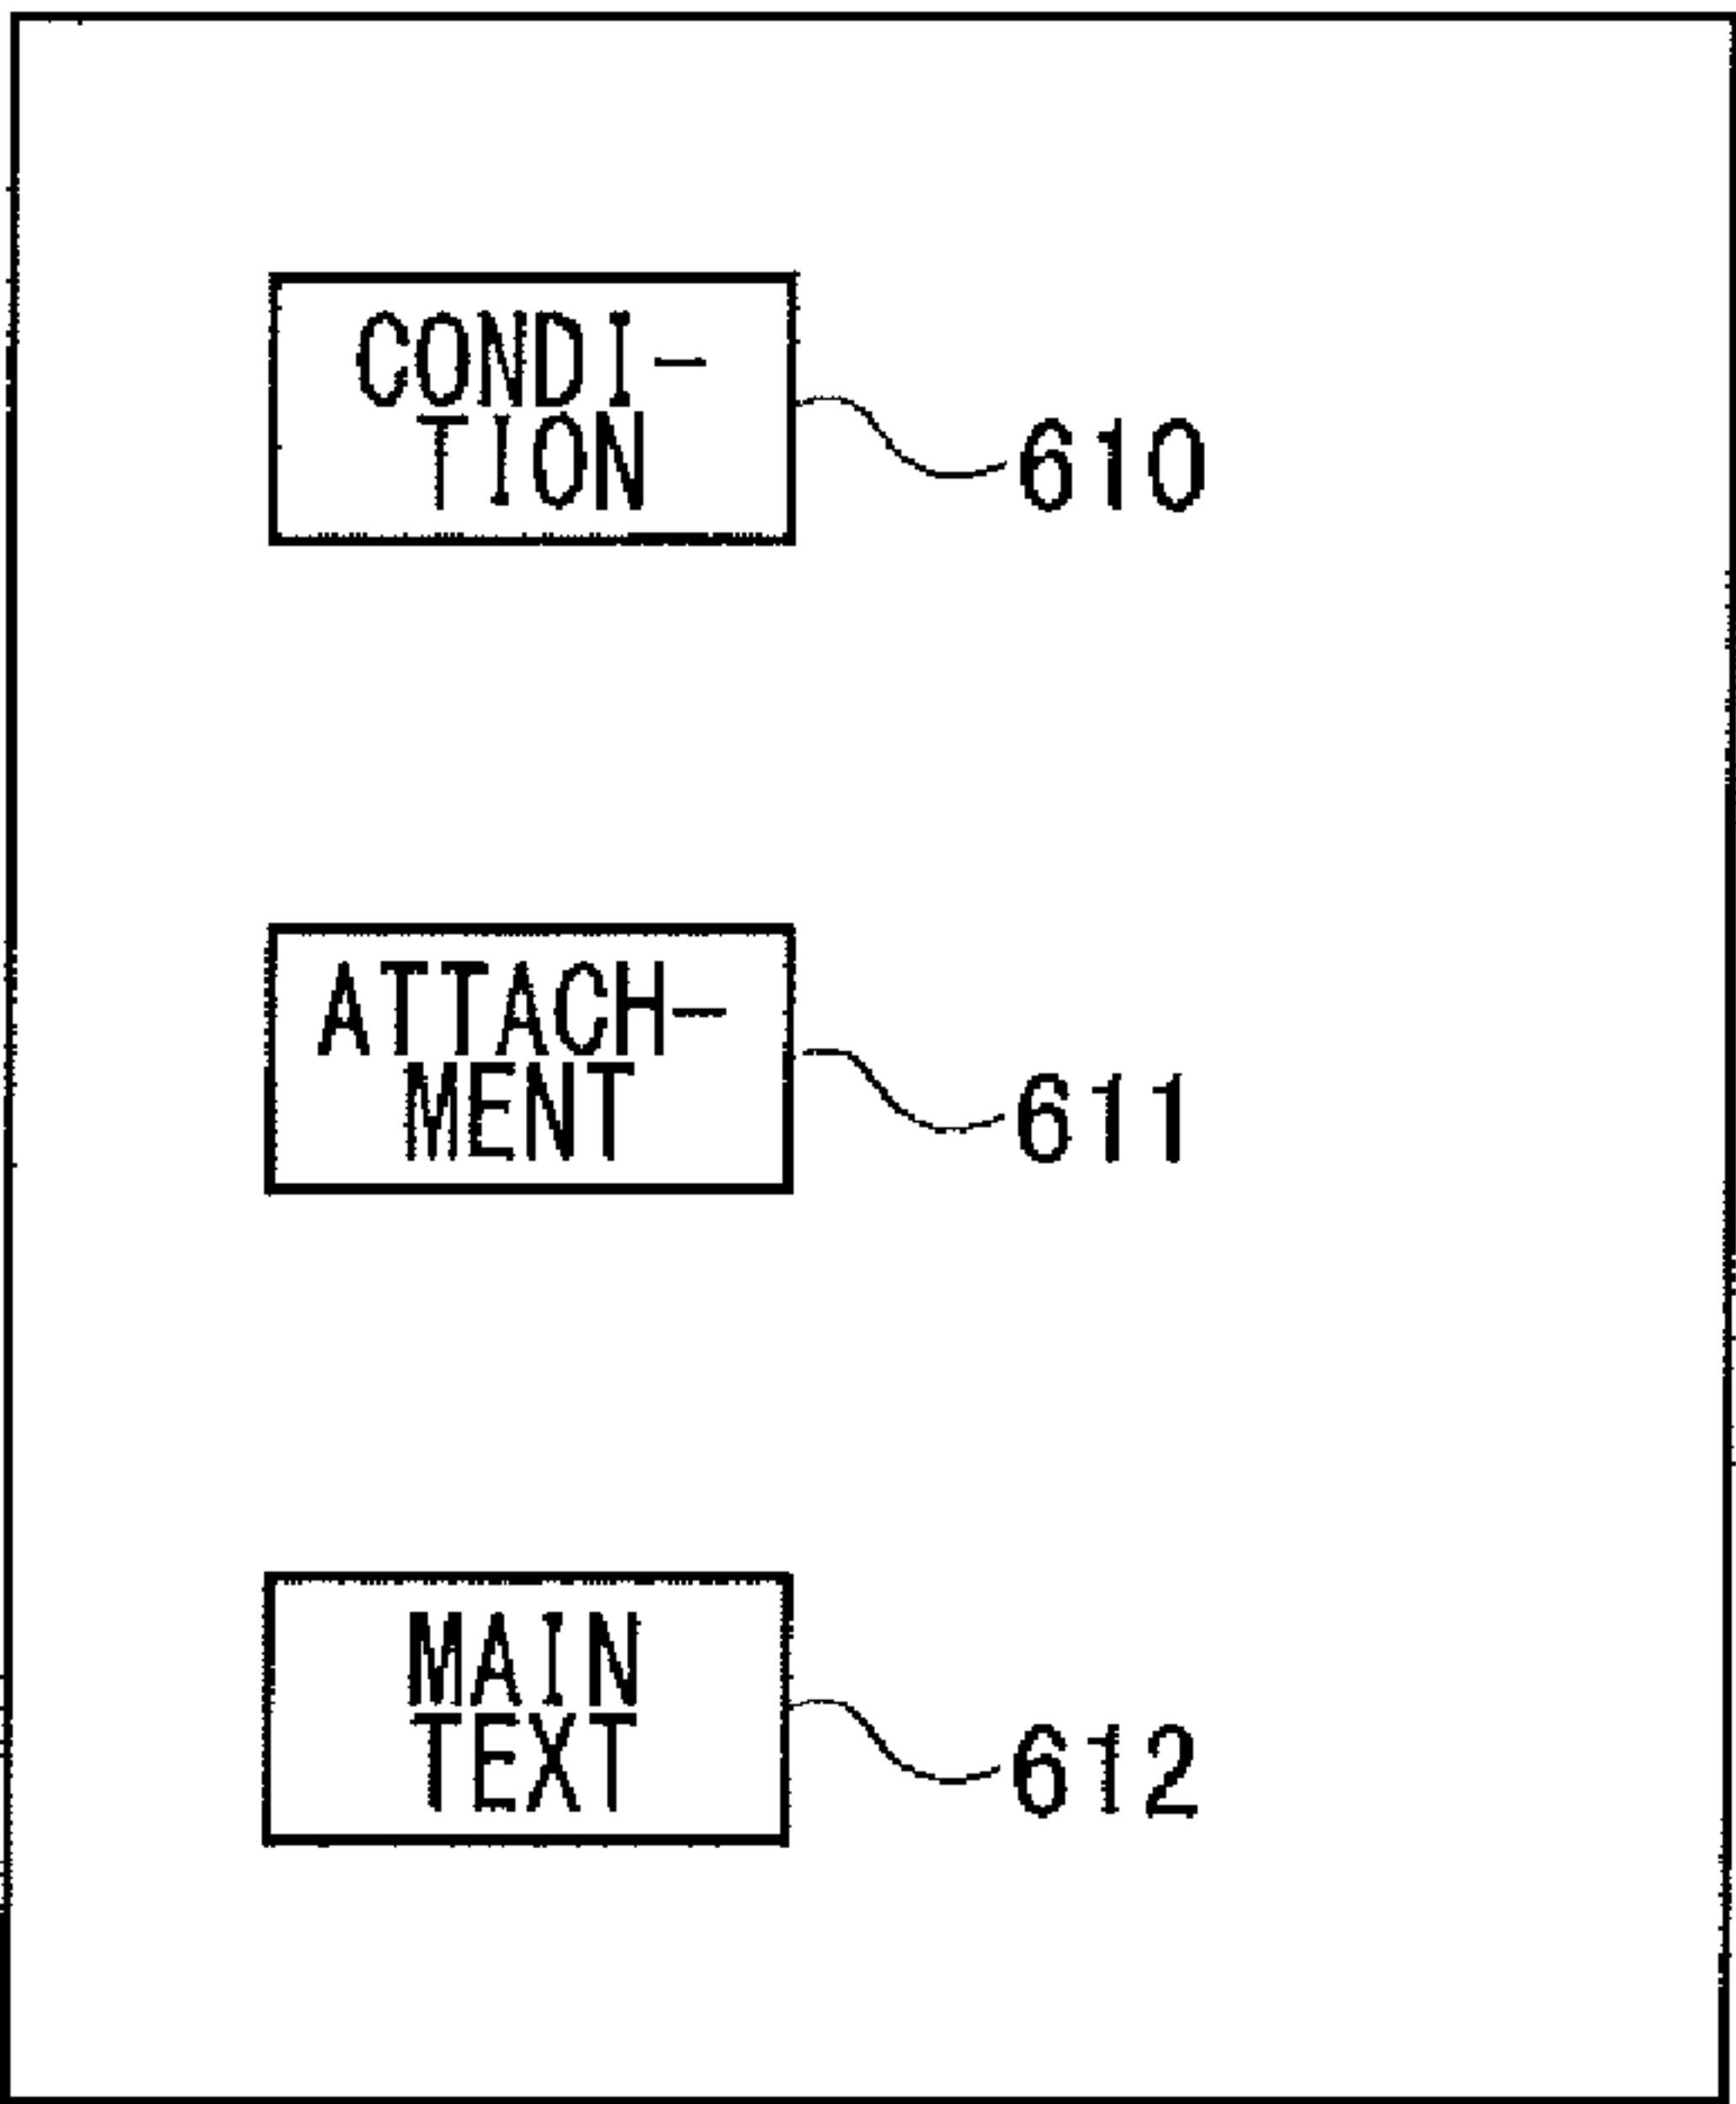 CONDI-
TION
610
ATTACH-
MENT
611
MAIN
TEXT
612